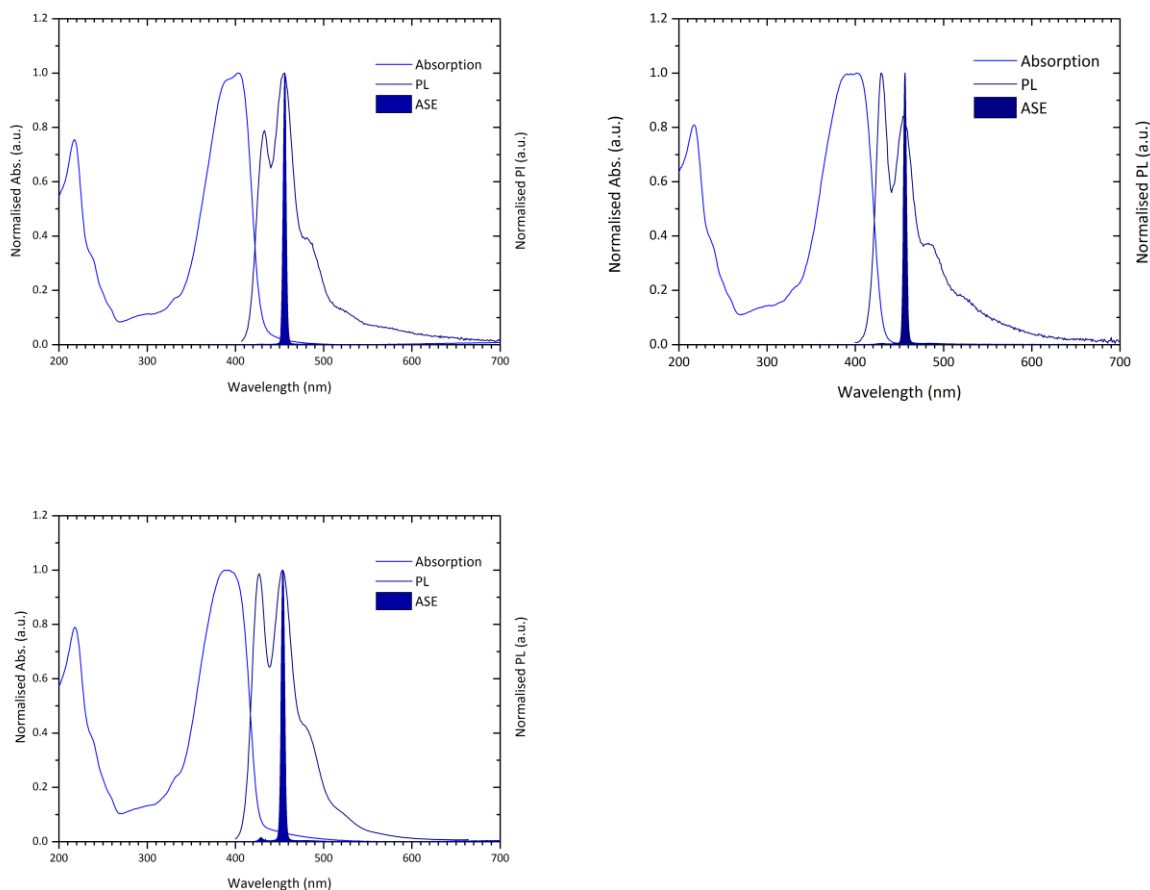 1.2
1.0
0.8
0.6
0.4
0.2
0.0
200 300 400 500 600 700
Wavelength (nm)
Normalised Abs. (a.u.)
Normalised Pl (a.u.)
Absorption
PL
ASE
1.2
1.0
0.8
0.6
0.4
0.2
0.0
200 300 400 500 600 700
Wavelength (nm)
Normalised Abs. (a.u.)
Normalised PL (a.u.)
Absorption
PL
ASE
1.2
1.0
0.8
0.6
0.4
0.2
0.0
200 300 400 500 600 700
Wavelength (nm)
Normalised Abs. (a.u.)
Normalised PL (a.u.)
Absorption
PL
ASE